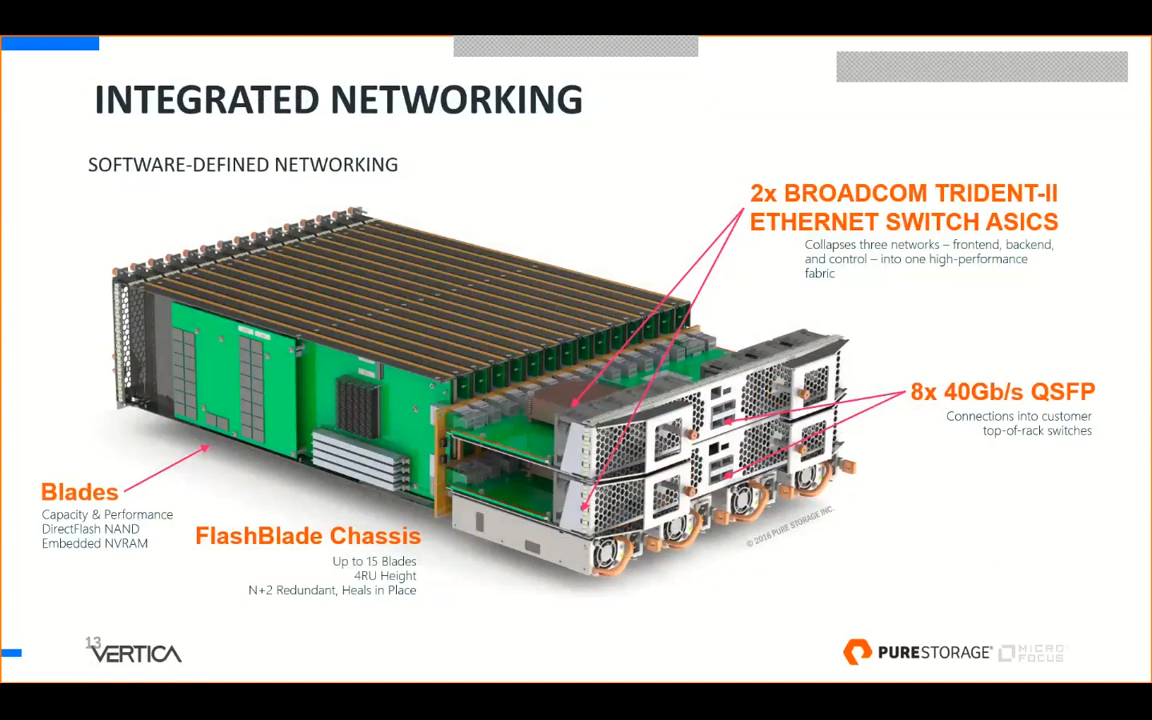 INTEGRATED NETWORKING
SOFTWARE-DEFINED NETWORKING
2x BROADCOM TRIDENT-II
ETHERNET SWITCH ASICS
Collapses three networks – frontend, backend,
and control – into one high-performance
fabric
8x 40Gb/s QSFP
Connections into customer
top-of-rack switches
Blades
Capacity & Performance
DirectFlash NAND
Embedded NVRAM
FlashBlade Chassis
Up to 15 Blades
4RU Height
N+2 Redundant, Heals in Place
© 2016 PURE STORAGE INC.
13
VERTICA
PURESTORAGE®
MICRO
FOCUS